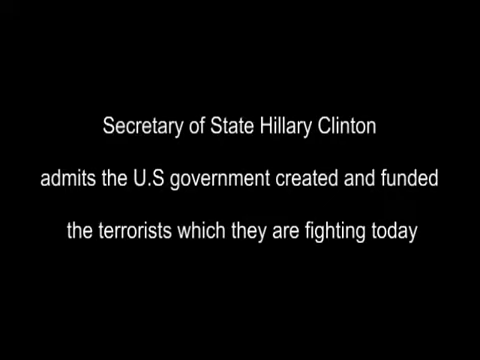 Secretary of State Hillary Clinton
admits the U.S government created and funded
the terrorists which they are fighting today